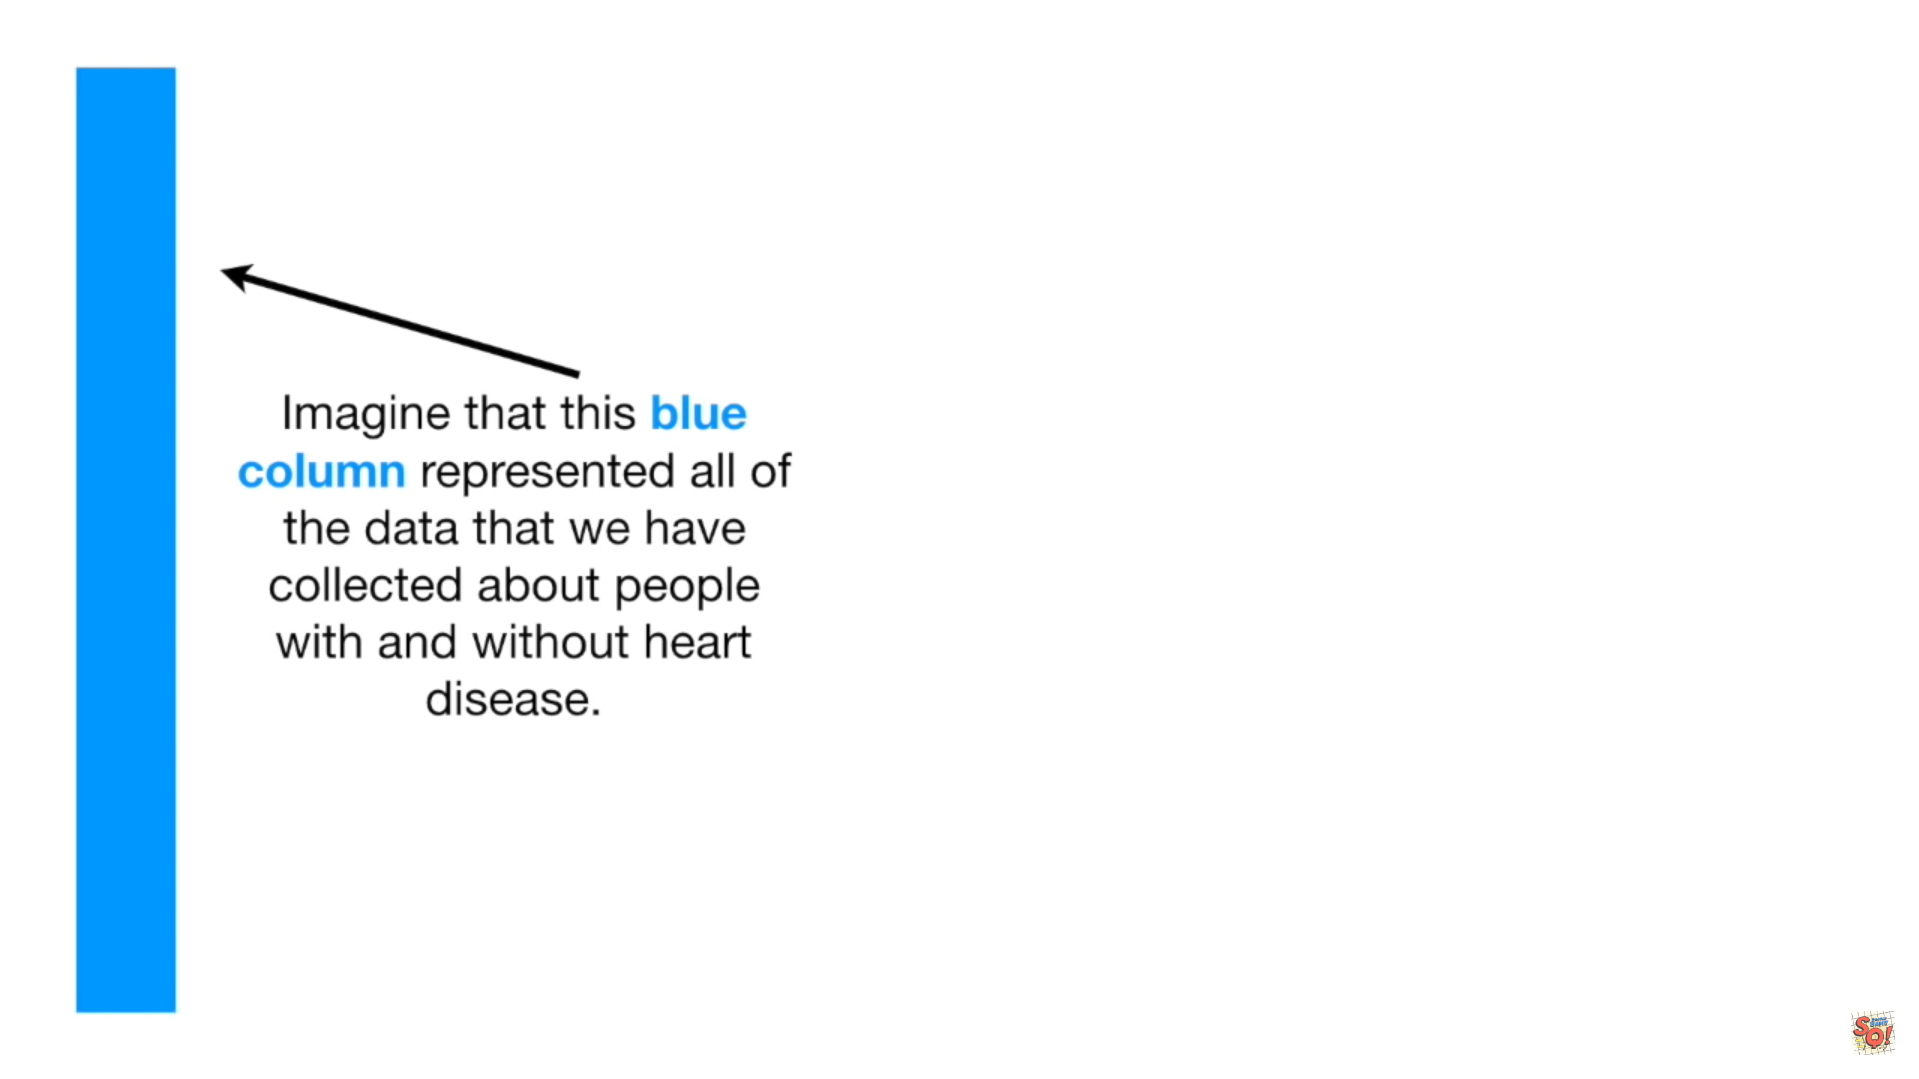 Imagine that this blue
column represented all of
the data that we have
collected about people
with and without heart
disease.
SQ!